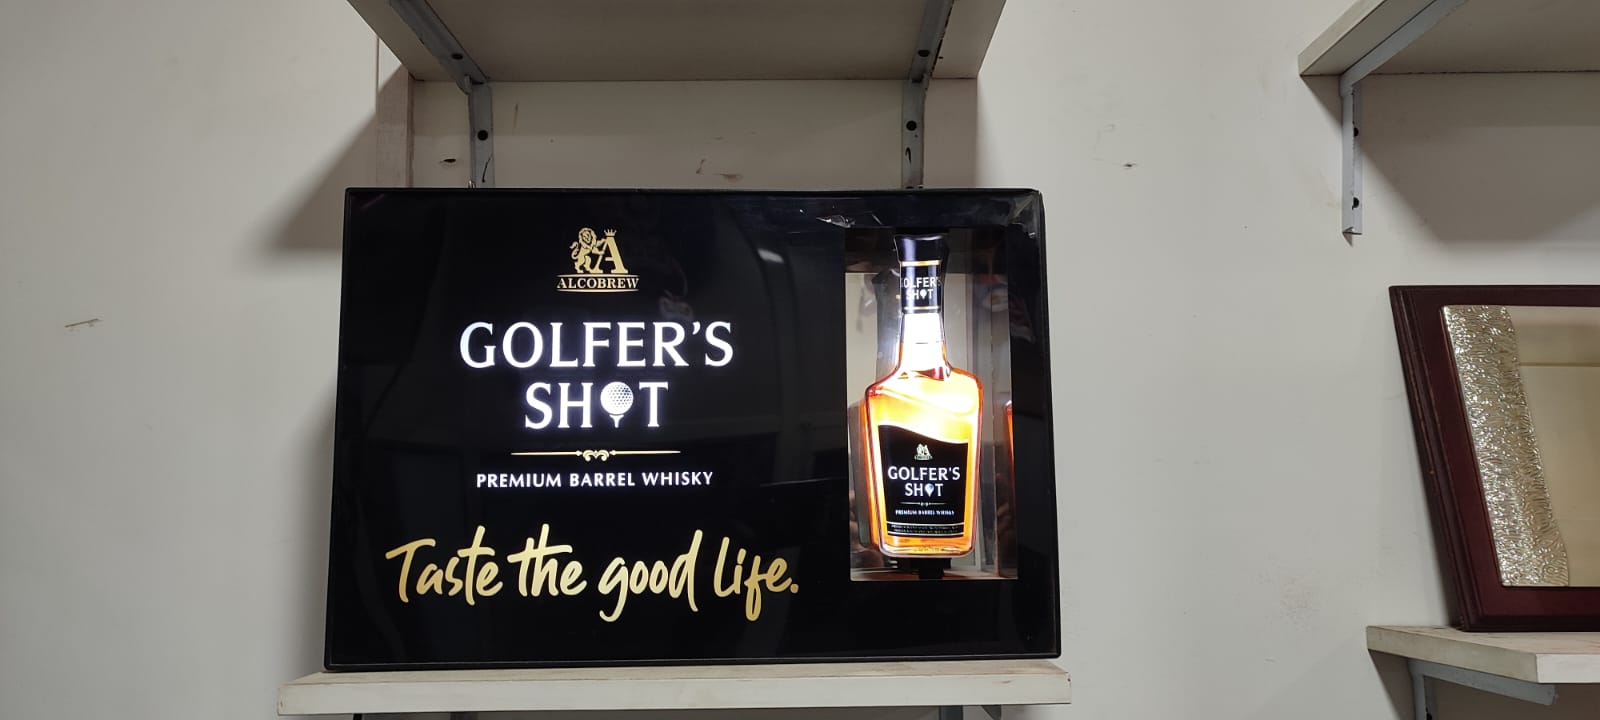 ALCOBREW
GOLFER'S
SHOT
PREMIUM BARREL WHISKY
Taste the good life.
GOLFER'S
SHOT
GOLFER'S
SHOT
PREMIUM BARREL WHISKY